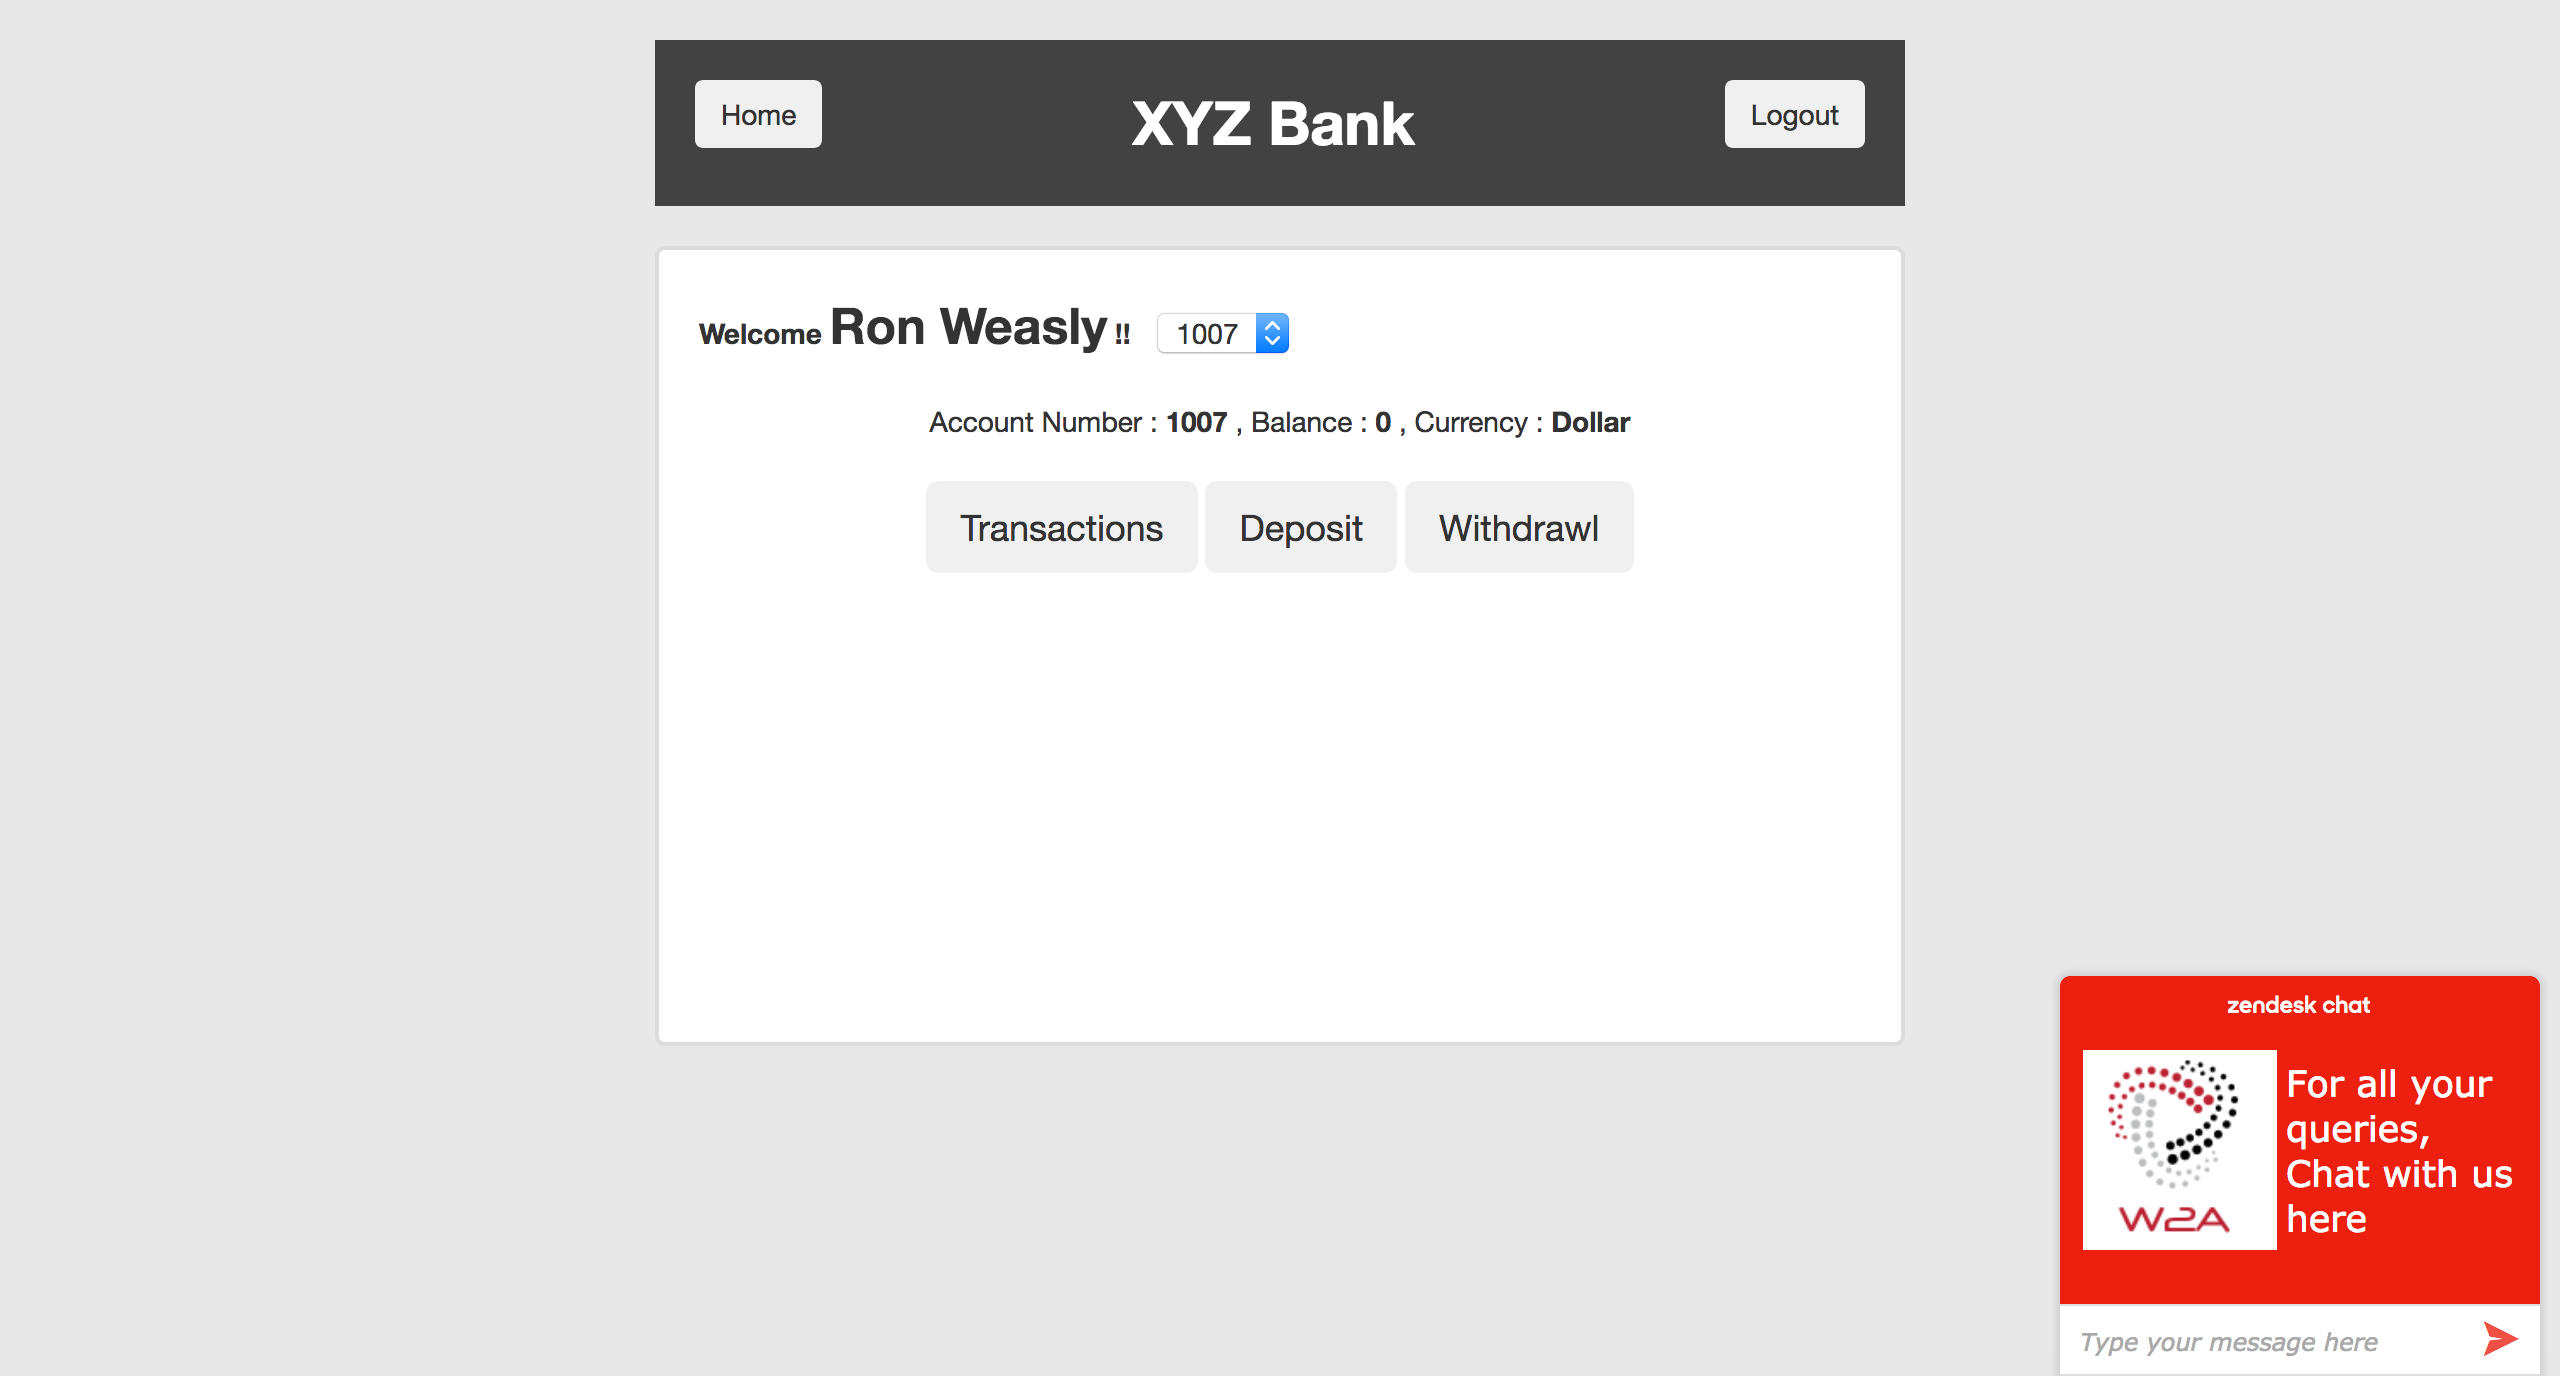 Home
XYZ Bank
Logout
Welcome Ron Weasly !! 1007
Account Number : 1007 , Balance : 0 , Currency : Dollar
Transactions
Deposit
Withdrawl
zendesk chat
W2A
For all your
queries,
Chat with us
here
Type your message here